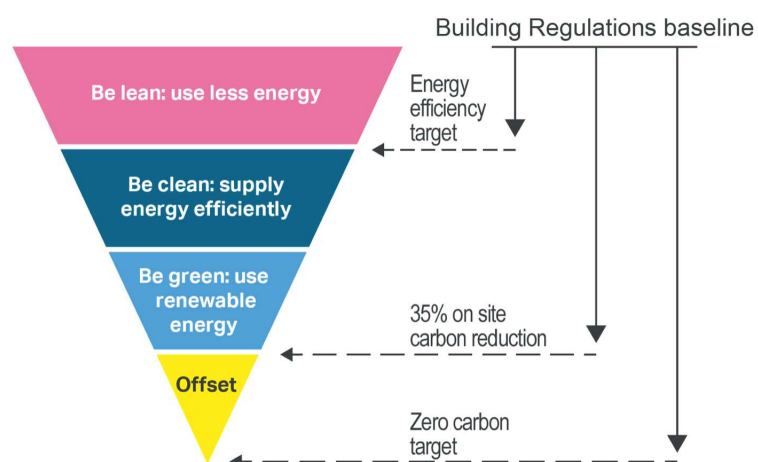 Building Regulations baseline
Be lean: use less energy
Energy
efficiency
target
Be clean: supply
energy efficiently
Be green: use
renewable
energy
35% on site
carbon reduction
Offset
Zero carbon
target